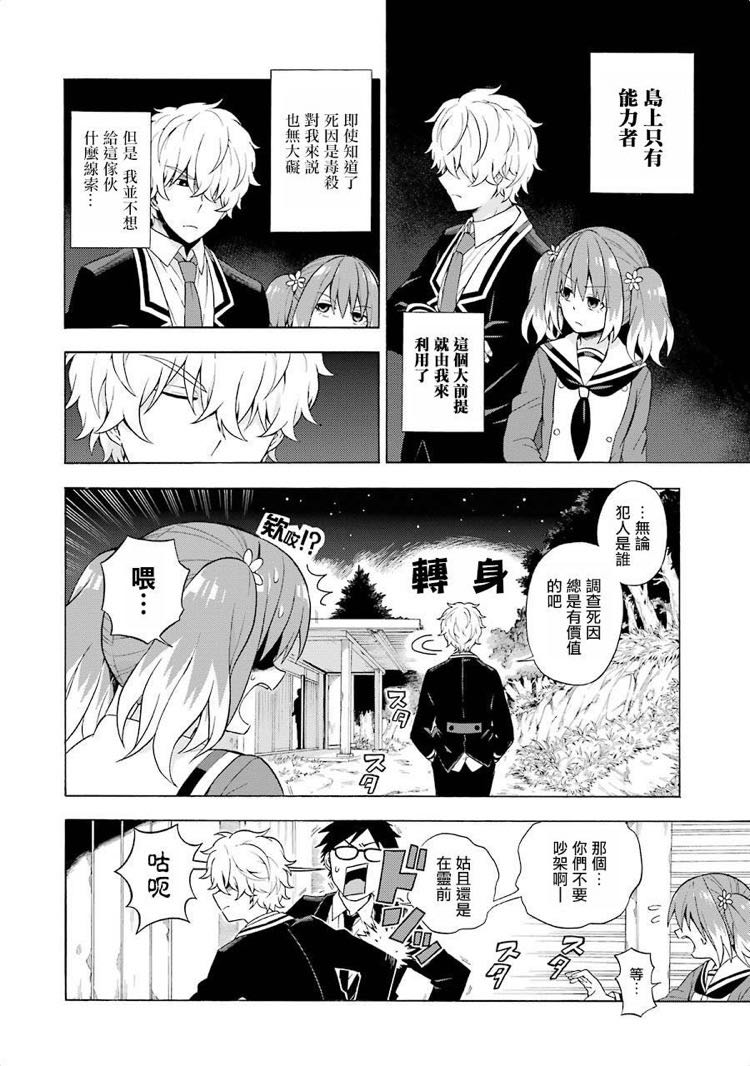 島上只有
能力者
這個大前提
就由我來
利用了
即使知道了
死因是毒殺
對我來說
也無大礙
但是 我並不想
給這傢伙
什麼線索…
…無論
犯人是誰
調查死因
總是有價值
的吧
轉身
欸哎!?
喂…
スタ
スタ
那個…
你們不要
吵架啊ー
等…
スタ
スタ
姑且還是
在靈前
ドン
咕呃